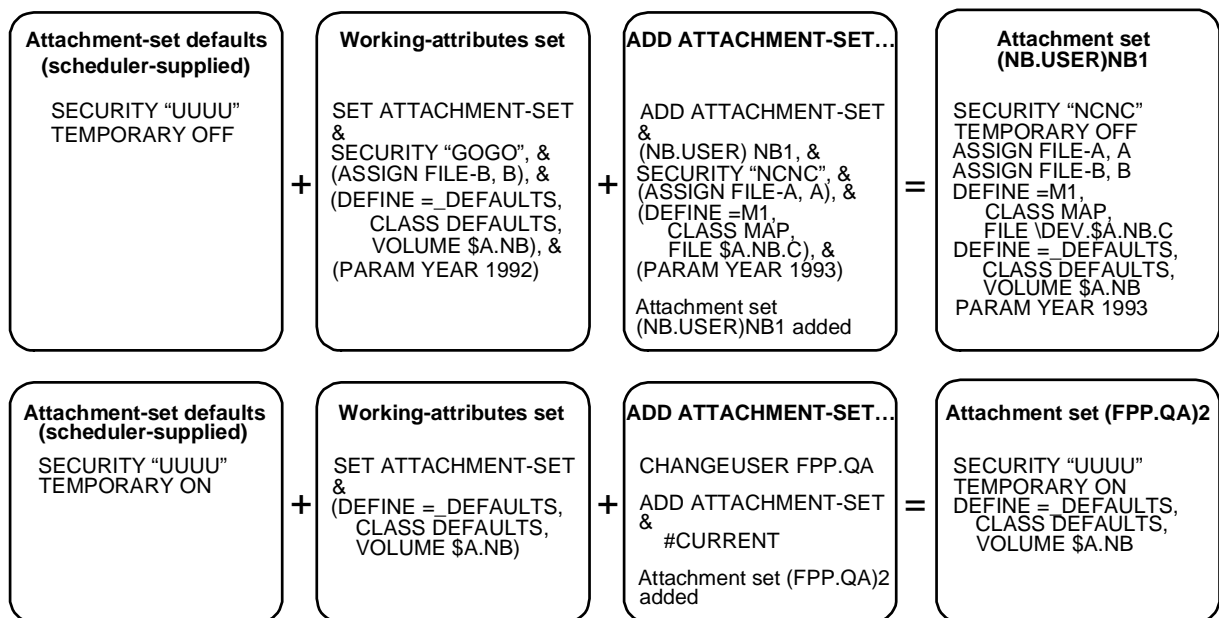 Attachment-set defaults
(scheduler-supplied)
SECURITY “UUUU”
TEMPORARY OFF
+
Working-attributes set
SET ATTACHMENT-SET
&
SECURITY “GOGO”, &
(ASSIGN FILE-B, B), &
(DEFINE =_DEFAULTS,
CLASS DEFAULTS,
VOLUME $A.NB), &
(PARAM YEAR 1992)
+
ADD ATTACHMENT-SET...
ADD ATTACHMENT-SET
&
(NB.USER) NB1, &
SECURITY “NCNC”, &
(ASSIGN FILE-A, A), &
(DEFINE =M1,
CLASS MAP,
FILE $A.NB.C), &
(PARAM YEAR 1993)
Attachment set
(NB.USER)NB1 added
=
Attachment set
(NB.USER)NB1
SECURITY “NCNC”
TEMPORARY OFF
ASSIGN FILE-A, A
ASSIGN FILE-B, B
DEFINE =M1,
CLASS MAP,
FILE \DEV.$A.NB.C
DEFINE =_DEFAULTS,
CLASS DEFAULTS,
VOLUME $A.NB
PARAM YEAR 1993
Attachment-set defaults
(scheduler-supplied)
SECURITY “UUUU”
TEMPORARY ON
+
Working-attributes set
SET ATTACHMENT-SET
&
(DEFINE =_DEFAULTS,
CLASS DEFAULTS,
VOLUME $A.NB)
+
ADD ATTACHMENT-SET...
CHANGEUSER FPP.QA
ADD ATTACHMENT-SET
&
#CURRENT
Attachment set (FPP.QA)2
added
=
Attachment set (FPP.QA)2
SECURITY “UUUU”
TEMPORARY ON
DEFINE =_DEFAULTS,
CLASS DEFAULTS,
VOLUME $A.NB